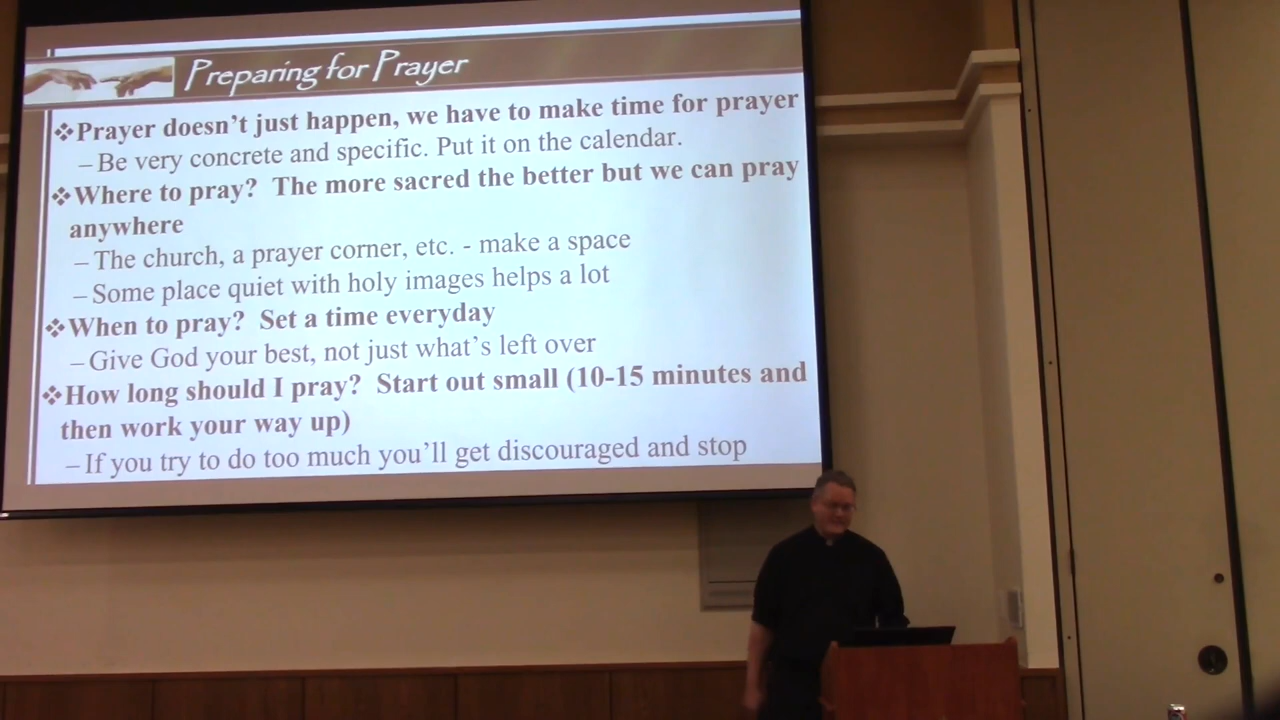 Preparing for Prayer
❖Prayer doesn't just happen, we have to make time for prayer
–Be very concrete and specific. Put it on the calendar.
❖Where to pray? The more sacred the better but we can pray
anywhere
–The church, a prayer corner, etc. - make a space
–Some place quiet with holy images helps a lot
❖When to pray? Set a time everyday
–Give God your best, not just what's left over
❖How long should I pray? Start out small (10-15 minutes and
then work your way up)
–If you try to do too much you'll get discouraged and stop